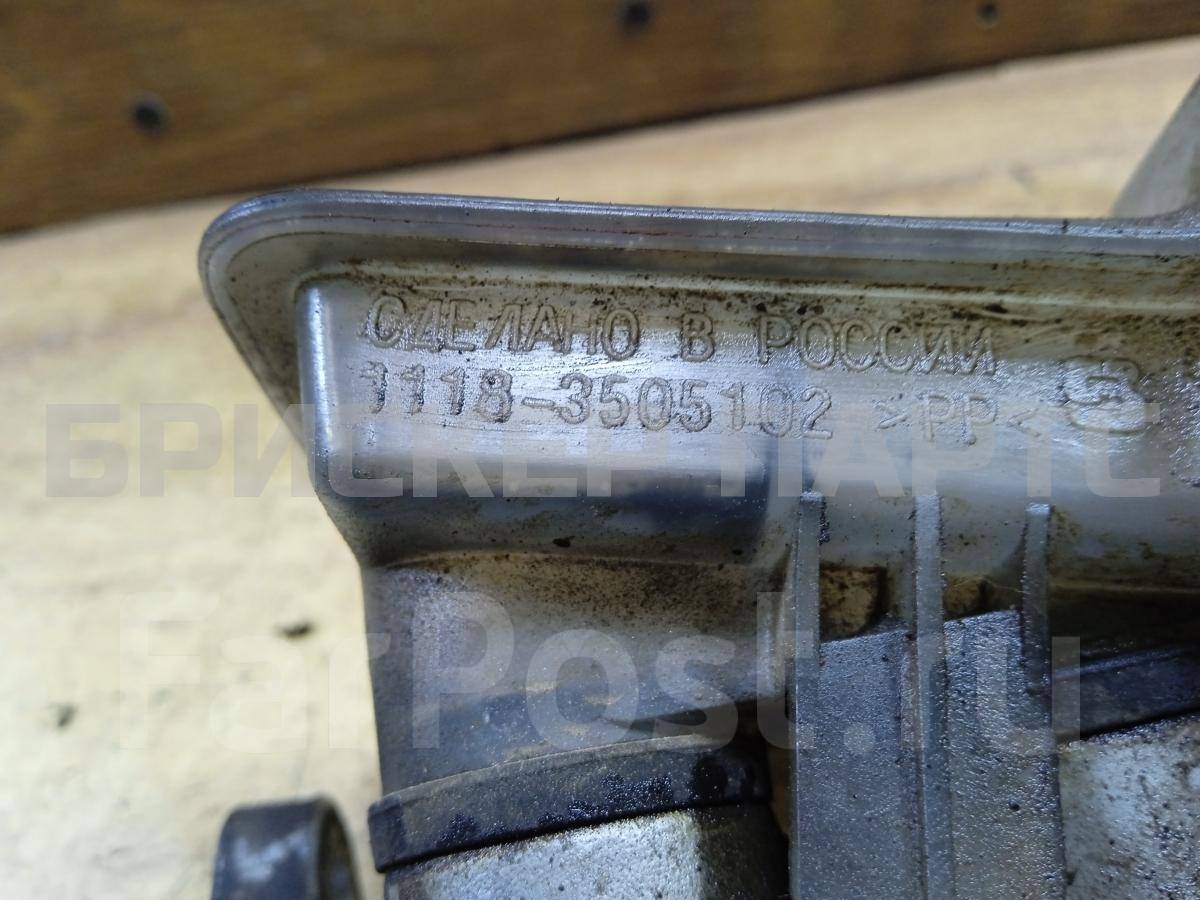 СДЕЛАНО В РОССИИ
1118-3505102 >PP<
БРИСКЕР ПАРТС
FarPost.ru